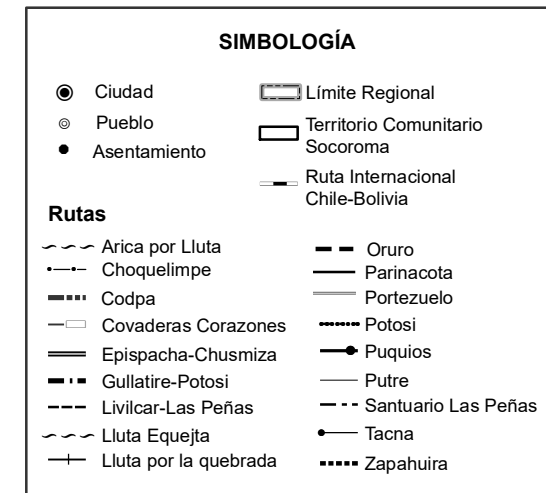 SIMBOLOGÍA
Ciudad
Pueblo
Asentamiento
Límite Regional
Territorio Comunitario
Socoroma
Ruta Internacional
Chile-Bolivia
Rutas
Arica por Lluta
Choquelimpe
Codpa
Covaderas Corazones
Epispacha-Chusmiza
Gullatire-Potosi
Livilcar-Las Peñas
Lluta Equejta
Lluta por la quebrada
Oruro
Parinacota
Portezuelo
Potosi
Puquios
Putre
Santuario Las Peñas
Tacna
Zapahuira